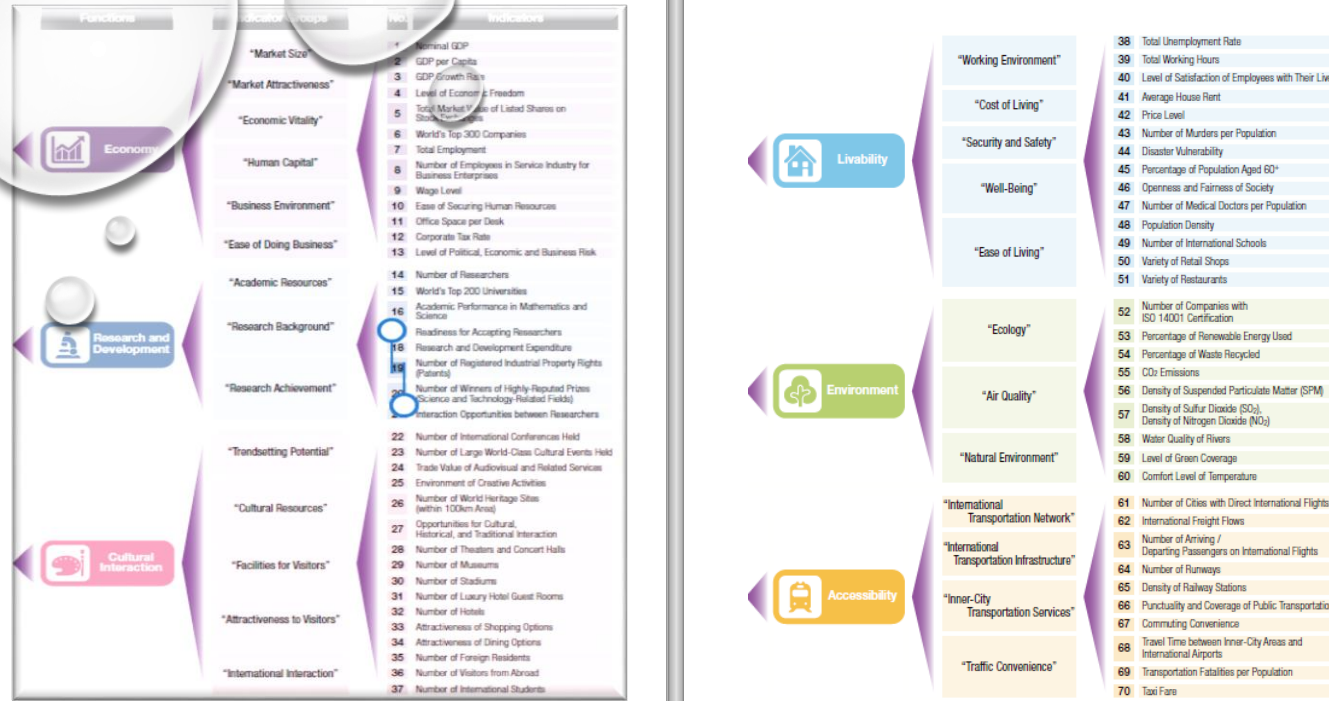 Functions
Indicator Groups
No.
Indicators
Economy
"Market Size"
"Market Attractiveness"
"Economic Vitality"
"Human Capital"
"Business Environment"
"Ease of Doing Business"
1 Nominal GDP
2 GDP per Capita
3 GDP Growth Rate
4 Level of Economic Freedom
5 Total Market Value of Listed Shares on
Stock Exchanges
6 World's Top 300 Companies
7 Total Employment
8 Number of Employees in Service Industry for
Business Enterprises
9 Wage Level
10 Ease of Securing Human Resources
11 Office Space per Desk
12 Corporate Tax Rate
13 Level of Political, Economic and Business Risk
Research and
Development
"Academic Resources"
"Research Background"
"Research Achievement"
14 Number of Researchers
15 World's Top 200 Universities
16 Academic Performance in Mathematics and
Science
Readiness for Accepting Researchers
18 Research and Development Expenditure
19 Number of Registered Industrial Property Rights
(Patents)
20 Number of Winners of Highly-Reputed Prizes
(Science and Technology-Related Fields)
Interaction Opportunities between Researchers
Cultural
Interaction
"Trendsetting Potential"
"Cultural Resources"
"Facilities for Visitors"
"Attractiveness to Visitors"
"International Interaction"
22 Number of International Conferences Held
23 Number of Large World-Class Cultural Events Held
24 Trade Value of Audiovisual and Related Services
25 Environment of Creative Activities
26 Number of World Heritage Sites
(within 100km Area)
27 Opportunities for Cultural,
Historical, and Traditional Interaction
28 Number of Theaters and Concert Halls
29 Number of Museums
30 Number of Stadiums
31 Number of Luxury Hotel Guest Rooms
32 Number of Hotels
33 Attractiveness of Shopping Options
34 Attractiveness of Dining Options
35 Number of Foreign Residents
36 Number of Visitors from Abroad
37 Number of International Students
Livability
"Working Environment"
"Cost of Living"
"Security and Safety"
"Well-Being"
"Ease of Living"
38 Total Unemployment Rate
39 Total Working Hours
40 Level of Satisfaction of Employees with Their
41 Average House Rent
42 Price Level
43 Number of Murders per Population
44 Disaster Vulnerability
45 Percentage of Population Aged 60+
46 Openness and Fairness of Society
47 Number of Medical Doctors per Population
48 Population Density
49 Number of International Schools
50 Variety of Retail Shops
51 Variety of Restaurants
Environment
"Ecology"
"Air Quality"
"Natural Environment"
52 Number of Companies with
ISO 14001 Certification
53 Percentage of Renewable Energy Used
54 Percentage of Waste Recycled
55 CO₂ Emissions
56 Density of Suspended Particulate Matter (SPM)
57 Density of Sulfur Dioxide (SO₂),
Density of Nitrogen Dioxide (NO₂)
58 Water Quality of Rivers
59 Level of Green Coverage
60 Comfort Level of Temperature
Accessibility
"International
Transportation Network"
"International
Transportation Infrastructure"
"Inner-City
Transportation Services"
"Traffic Convenience"
61 Number of Cities with Direct International Flights
62 International Freight Flows
63 Number of Arriving /
Departing Passengers on International Flights
64 Number of Runways
65 Density of Railway Stations
66 Punctuality and Coverage of Public Transportatio
67 Commuting Convenience
68 Travel Time between Inner-City Areas and
International Airports
69 Transportation Fatalities per Population
70 Taxi Fare